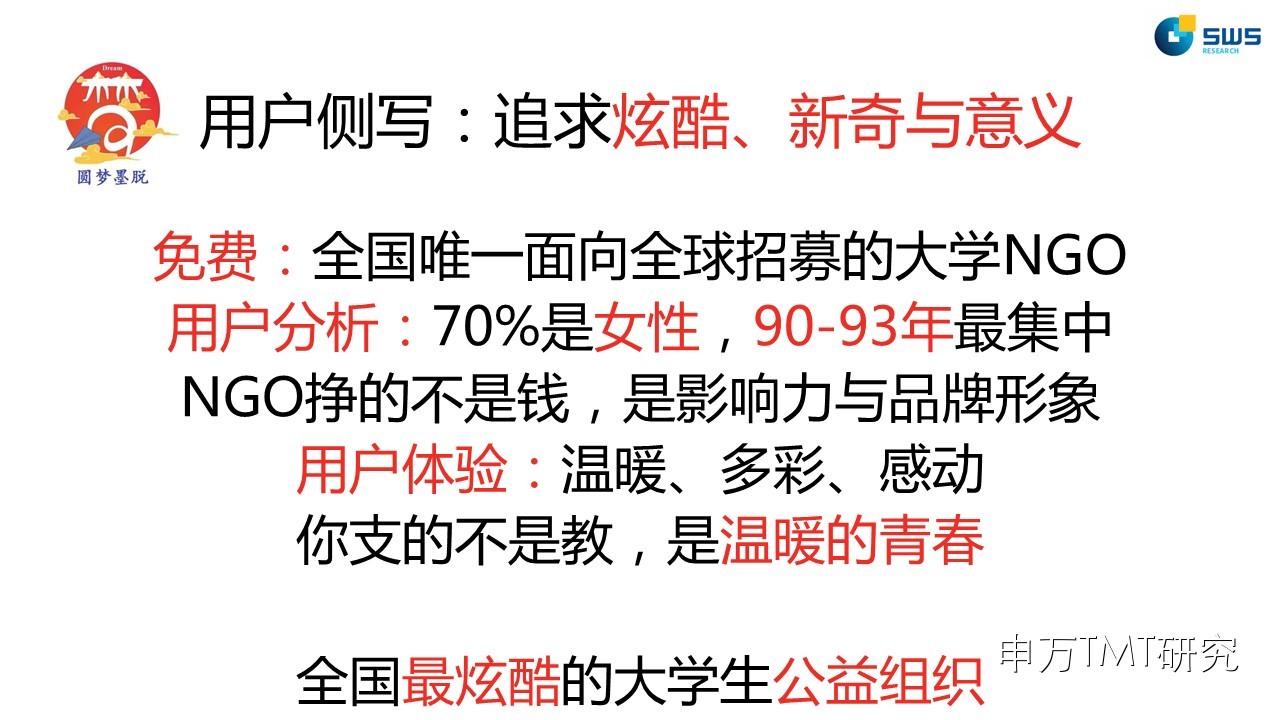 SWS
RESEARCH
Dream
圆梦墨脱
用户侧写：追求炫酷、新奇与意义
免费：全国唯一面向全球招募的大学NGO
用户分析：70%是女性，90-93年最集中
NGO挣的不是钱，是影响力与品牌形象
用户体验：温暖、多彩、感动
你支的不是教，是温暖的青春
全国最炫酷的大学生公益组织
申万TMT研究